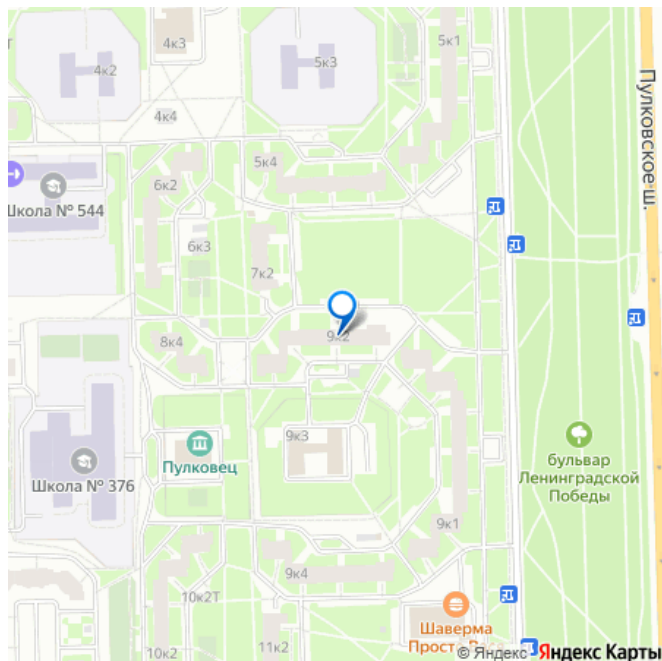 4к3
5к1
4к2
5к3
Пулковское ш.
4к4
5к4
6к2
Школа № 544
6к3
7к2
8к4
9к2
9к3
Пулковец
Школа № 376
бульвар
Ленинградской
Победы
9к1
9к4
10к2Т
Шаверма
10к2
11к2
© Яндекс
Яндекс Карты